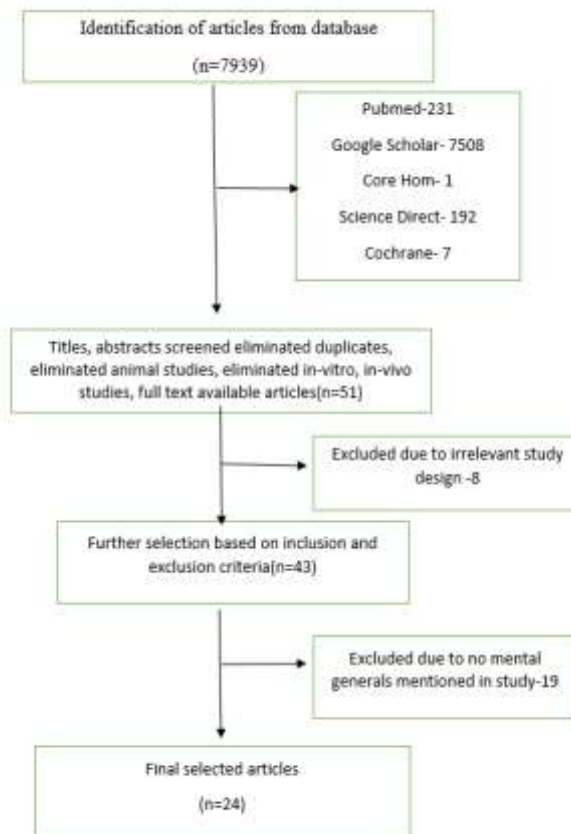 Identification of articles from database
(n=7939)
Pubmed-231
Google Scholar- 7508
Core Hom- 1
Science Direct- 192
Cochrane- 7
Titles, abstracts screened eliminated duplicates,
eliminated animal studies, eliminated in-vitro, in-vivo
studies, full text available articles(n=51)
Excluded due to irrelevant study
design -8
Further selection based on inclusion and
exclusion criteria(n=43)
Excluded due to no mental
generals mentioned in study-19
Final selected articles
(n=24)